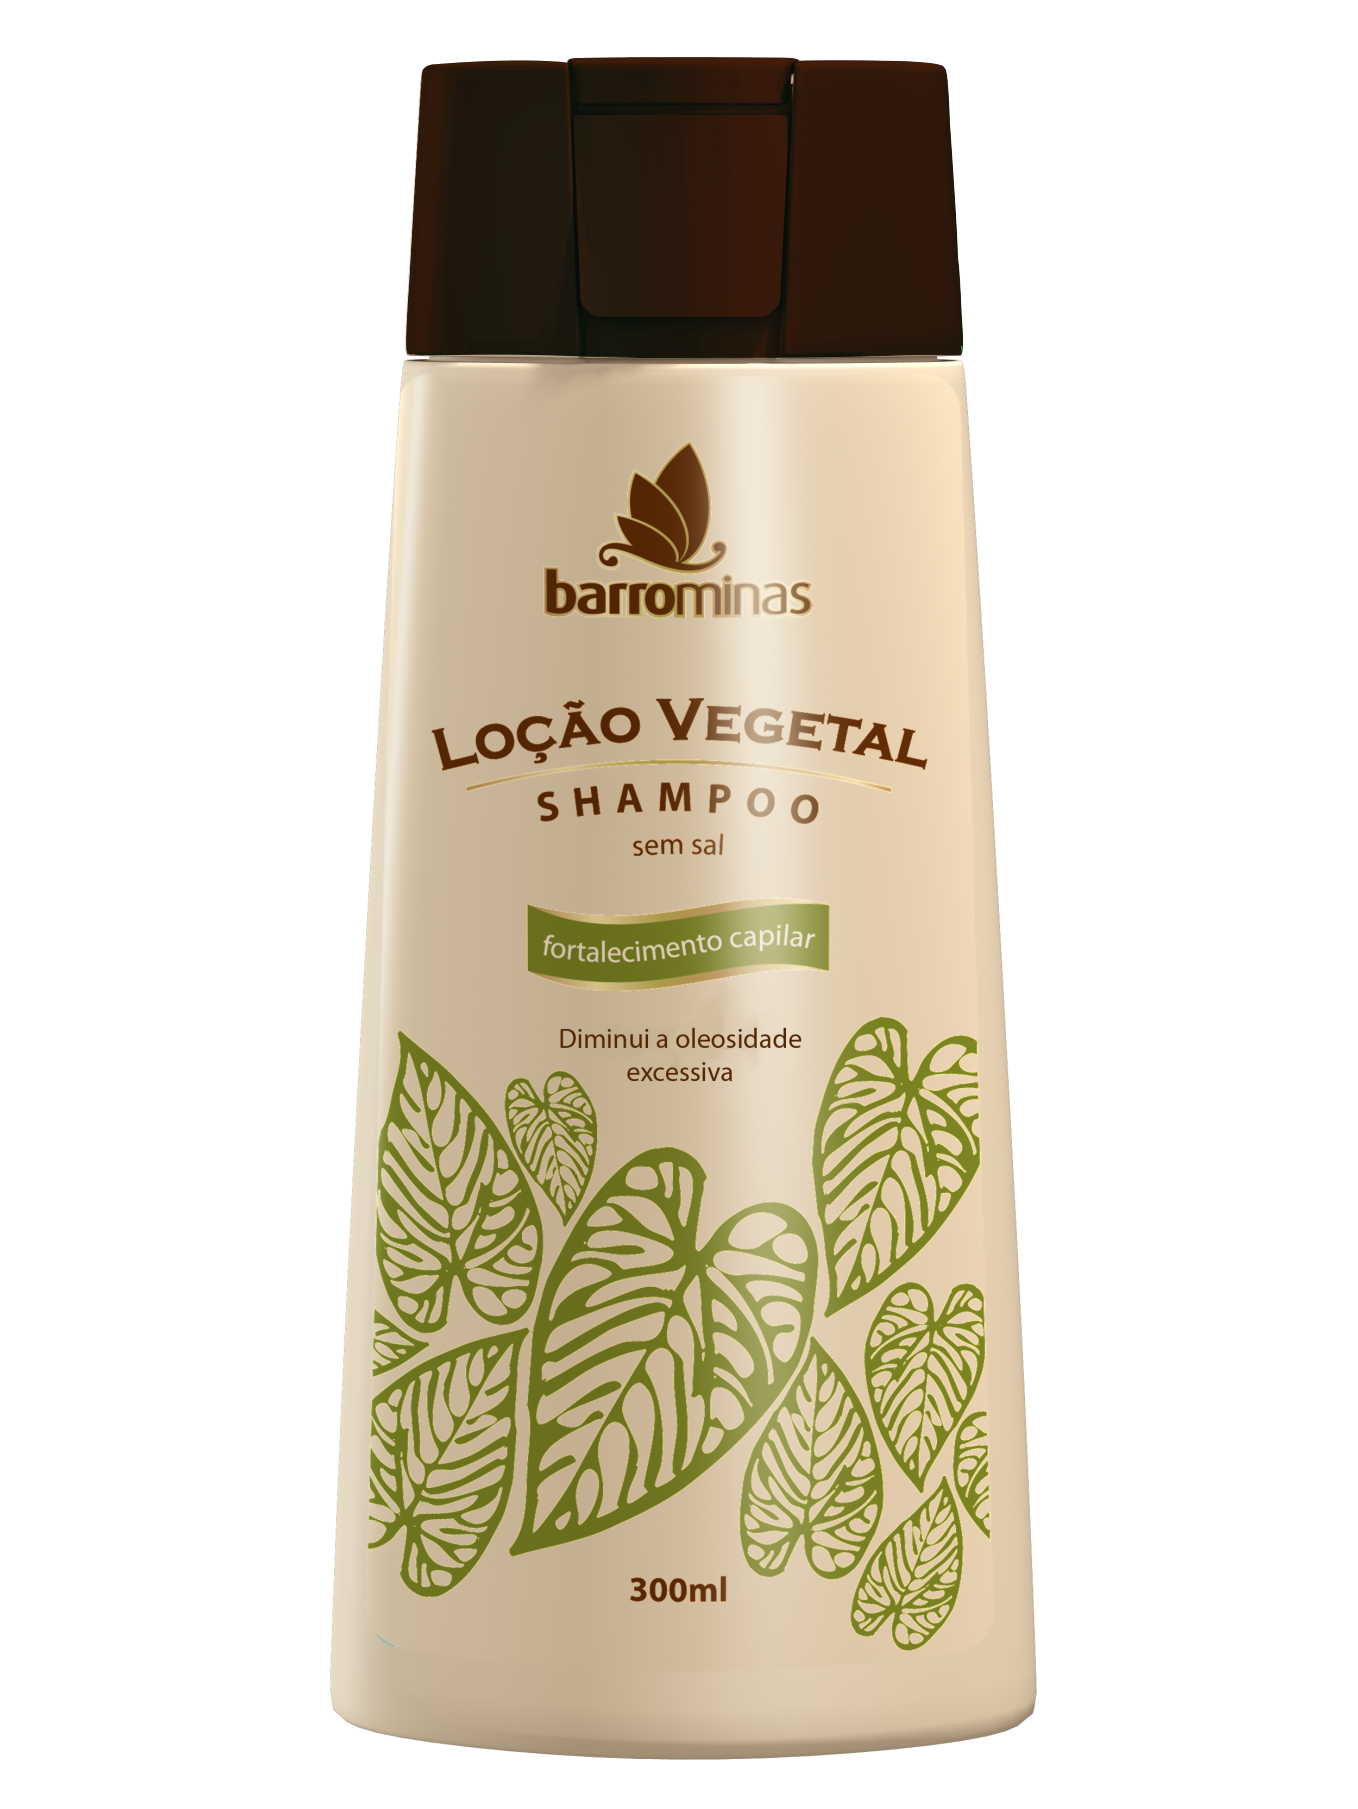 barrominas
LOÇÃO VEGETAL
SHAMPOO
sem sal
fortalecimento capilar
Diminui a oleosidade
excessiva
300ml